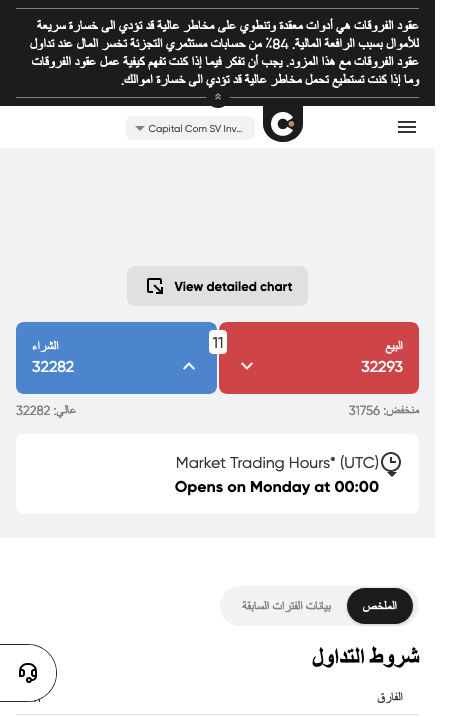 عقود الفروقات هي أدوات معقدة وتنطوي على مخاطر عالية قد تؤدي الى خسارة سريعة
للأموال بسبب الرافعة المالية. 84٪ من حسابات مستثمري التجزئة تخسر المال عند تداول
عقود الفروقات مع هذا المزود. يجب أن تفكر فيما إذا كنت تفهم كيفية عمل عقود الفروقات
وما إذا كنت تستطيع تحمل مخاطر عالية قد تؤدي الى خسارة اموالك.
Capital Com SV Inv...
View detailed chart
البيع
32293
11
الشراء
32282
منخفض: 31756
عالي: 32282
Market Trading Hours* (UTC)
Opens on Monday at 00:00
الملخص
بيانات الفترات السابقة
شروط التداول
الفارق